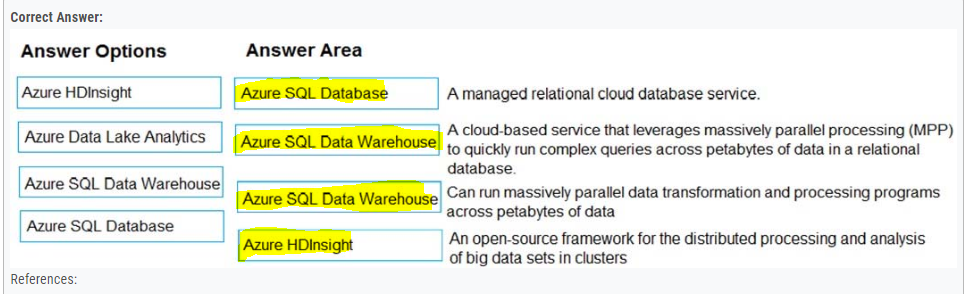 Correct Answer:
Answer Options
Answer Area
Azure HDInsight
Azure SQL Database
A managed relational cloud database service.
Azure Data Lake Analytics
Azure SQL Data Warehouse
A cloud-based service that leverages massively parallel processing (MPP)
to quickly run complex queries across petabytes of data in a relational
database.
Azure SQL Data Warehouse
Azure SQL Data Warehouse
Can run massively parallel data transformation and processing programs
across petabytes of data
Azure SQL Database
Azure HDInsight
An open-source framework for the distributed processing and analysis
of big data sets in clusters
References: